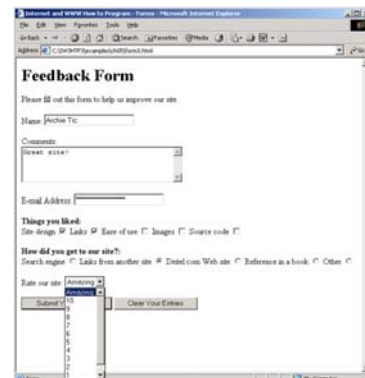 Internet and WWW How to Program - Forms - Microsoft Internet Explorer
File Edit View Favorites Tools Help
Back Search Favorites Media
Address
Feedback Form
Please fill out this form to help us improve our site.
Name: Archie Tic
Comments:
Great site!
E-mail Address:
Things you liked:
Site design Links Ease of use Images Source code
How did you get to our site?:
Search engine Links from another site Deitel.com Web site Reference in a book Other
Rate our site: Amazing
Amazing
10
9
8
7
6
5
4
3
2
1
Submit Clear Your Entries